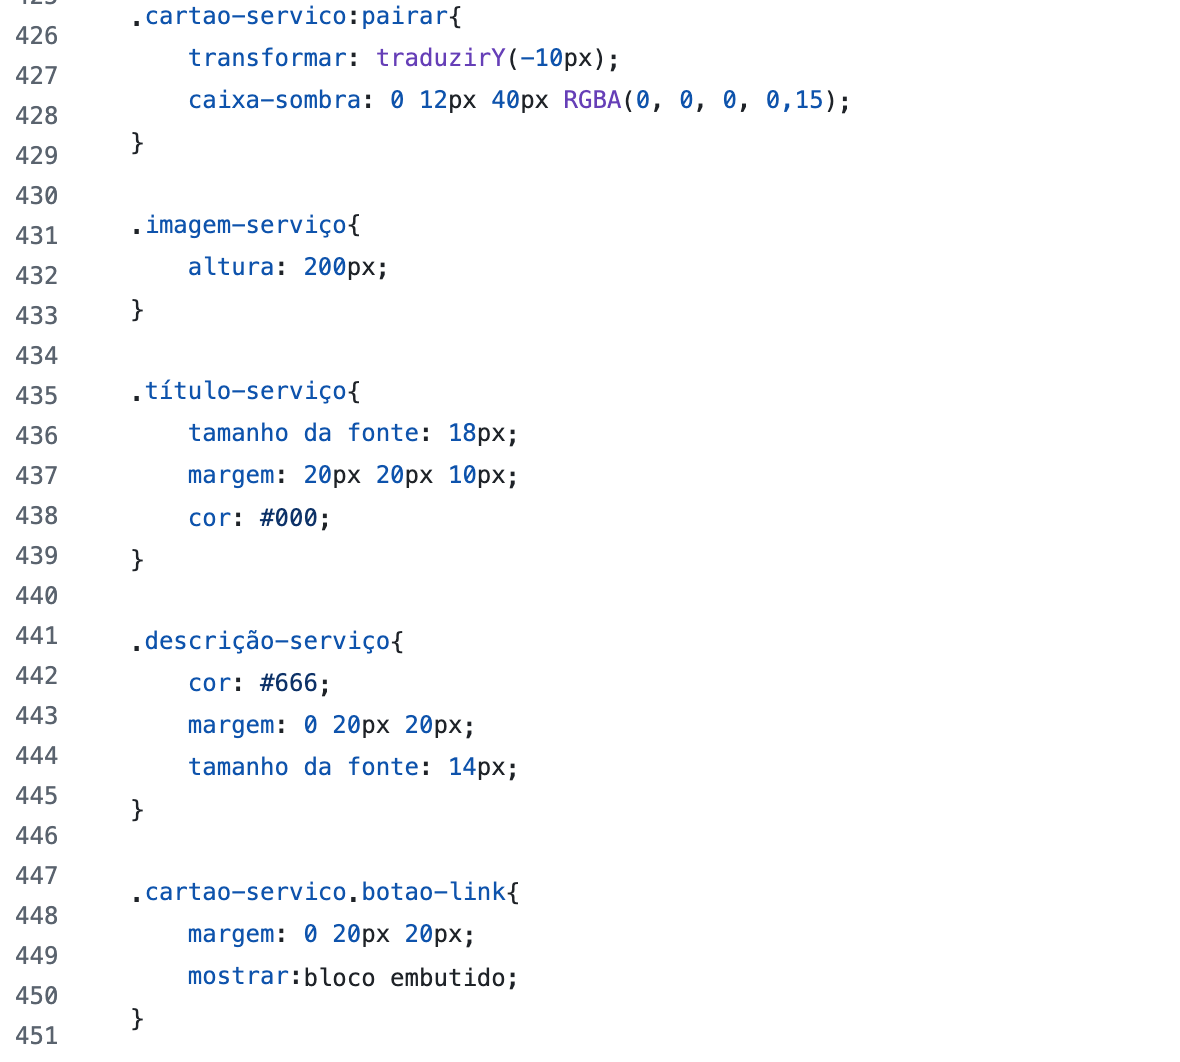 426 .cartao-servico:pairar{
427 transformar: traduzirY(-10px);
428 caixa-sombra: 0 12px 40px RGBA(0, 0, 0, 0,15);
429 }
430
431 .imagem-serviço{
432 altura: 200px;
433 }
434
435 .título-serviço{
436 tamanho da fonte: 18px;
437 margem: 20px 20px 10px;
438 cor: #000;
439 }
440
441 .descrição-serviço{
442 cor: #666;
443 margem: 0 20px 20px;
444 tamanho da fonte: 14px;
445 }
446
447 .cartao-servico.botao-link{
448
449 margem: 0 20px 20px;
450 mostrar:bloco embutido;
451 }